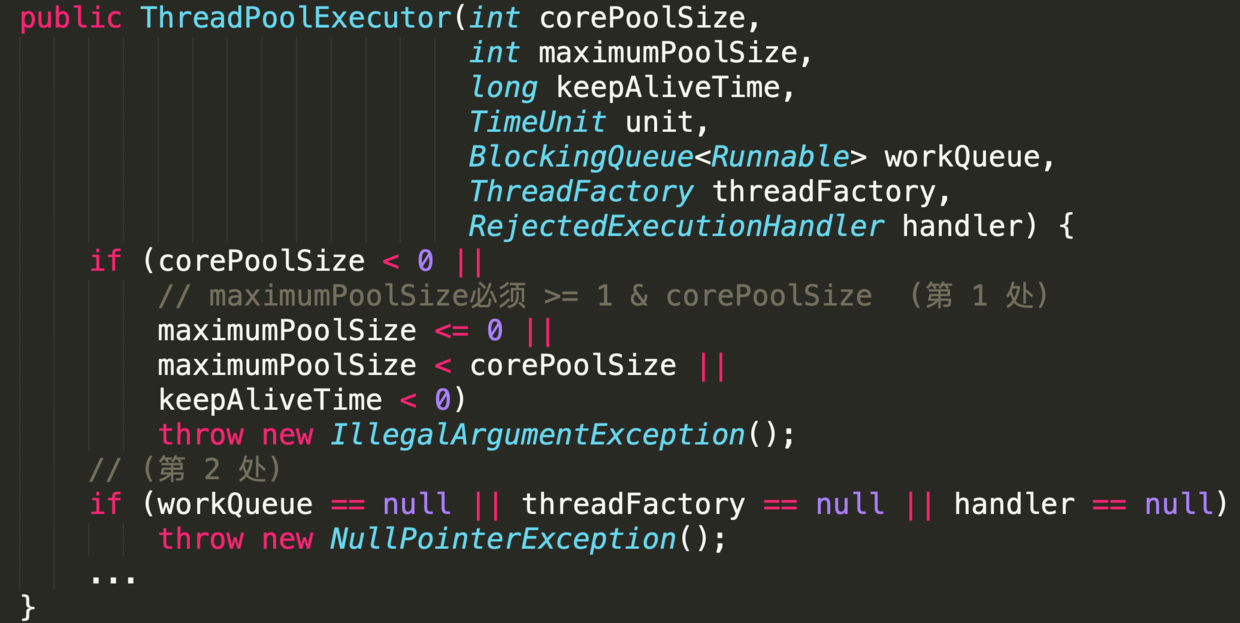 public ThreadPoolExecutor(int corePoolSize,
int maximumPoolSize,
long keepAliveTime,
TimeUnit unit,
BlockingQueue<Runnable> workQueue,
ThreadFactory threadFactory,
RejectedExecutionHandler handler) {
if (corePoolSize < 0 ||
// maximumPoolSize必须 >= 1 & corePoolSize （第 1 处)
maximumPoolSize <= 0 ||
maximumPoolSize < corePoolSize ||
keepAliveTime < 0)
throw new IllegalArgumentException();
// (第 2 处)
if (workQueue == null || threadFactory == null || handler == null)
throw new NullPointerException();
...
}